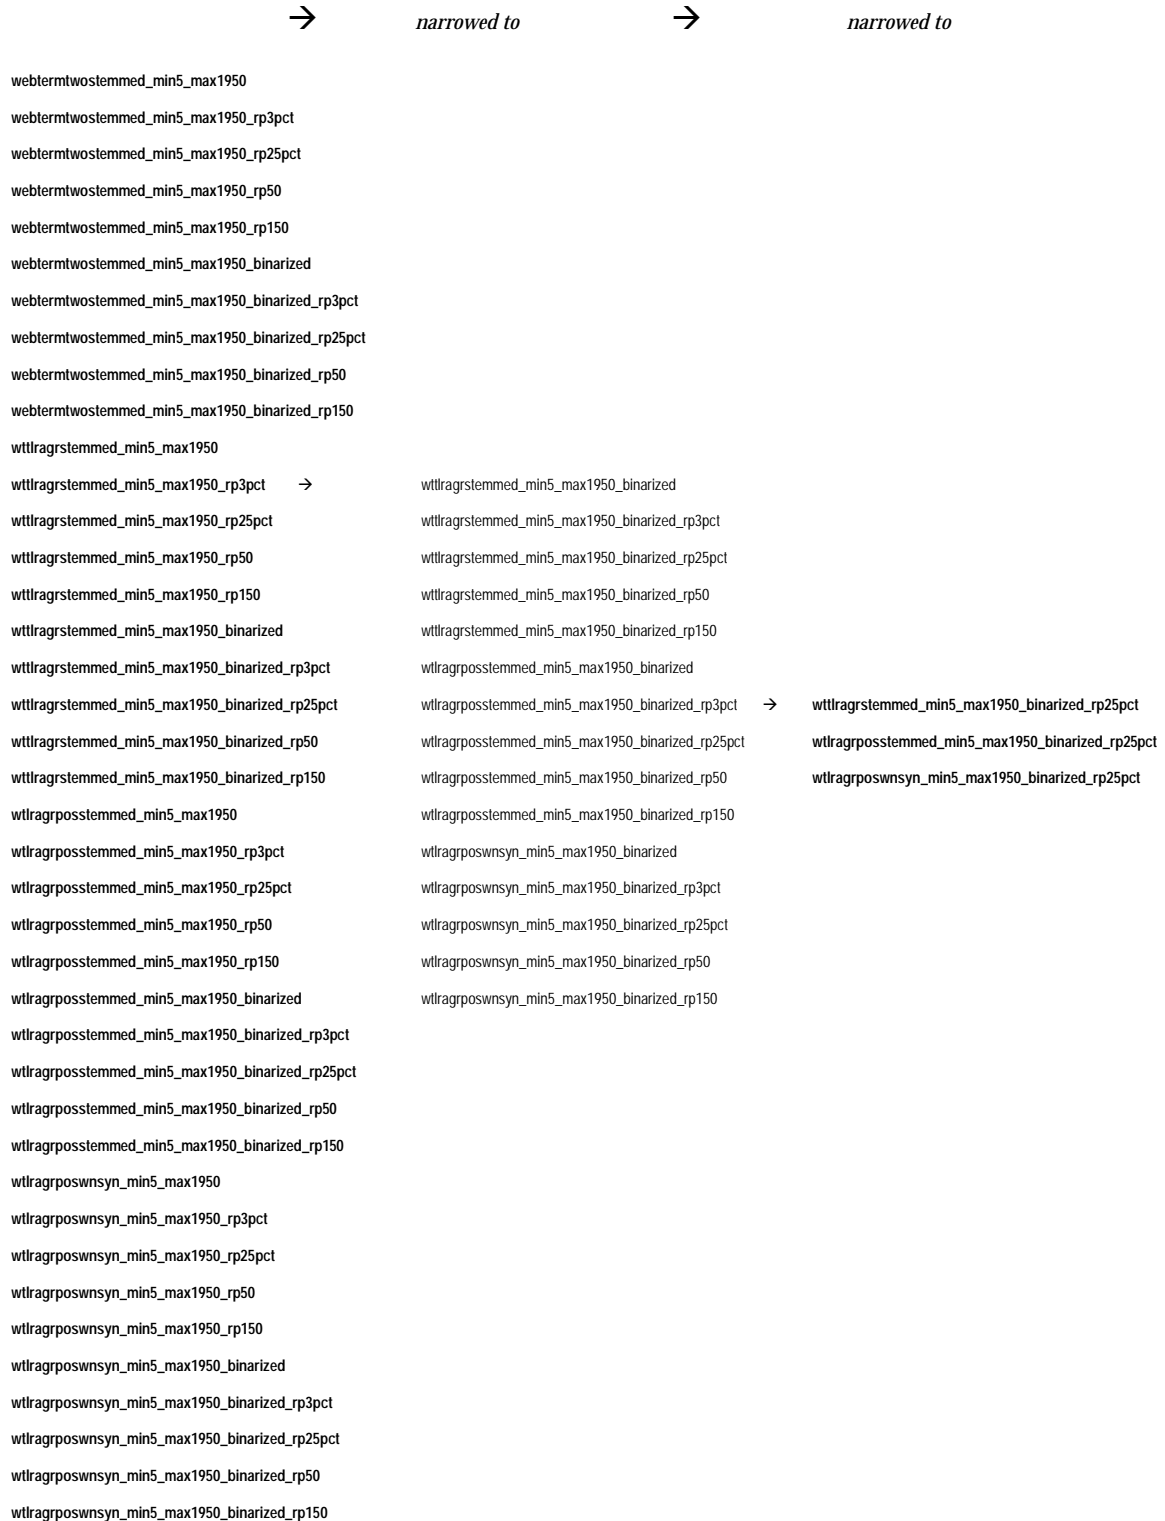 → narrowed to → narrowed to
webtermtwostemmed_min5_max1950
webtermtwostemmed_min5_max1950_rp3pct
webtermtwostemmed_min5_max1950_rp25pct
webtermtwostemmed_min5_max1950_rp50
webtermtwostemmed_min5_max1950_rp150
webtermtwostemmed_min5_max1950_binarized
webtermtwostemmed_min5_max1950_binarized_rp3pct
webtermtwostemmed_min5_max1950_binarized_rp25pct
webtermtwostemmed_min5_max1950_binarized_rp50
webtermtwostemmed_min5_max1950_binarized_rp150
wttlragrstemmed_min5_max1950
wttlragrstemmed_min5_max1950_rp3pct → wttlragrstemmed_min5_max1950_binarized
wttlragrstemmed_min5_max1950_rp25pct wttlragrstemmed_min5_max1950_binarized_rp3pct
wttlragrstemmed_min5_max1950_rp50 wttlragrstemmed_min5_max1950_binarized_rp25pct
wttlragrstemmed_min5_max1950_rp150 wttlragrstemmed_min5_max1950_binarized_rp50
wttlragrstemmed_min5_max1950_binarized wttlragrstemmed_min5_max1950_binarized_rp150
wttlragrstemmed_min5_max1950_binarized_rp3pct wtlragrposstemmed_min5_max1950_binarized
wttlragrstemmed_min5_max1950_binarized_rp25pct wtlragrposstemmed_min5_max1950_binarized_rp3pct → wttlragrstemmed_min5_max1950_binarized_rp25pct
wttlragrstemmed_min5_max1950_binarized_rp50 wtlragrposstemmed_min5_max1950_binarized_rp25pct wtlragrposstemmed_min5_max1950_binarized_rp25pct
wttlragrstemmed_min5_max1950_binarized_rp150 wtlragrposstemmed_min5_max1950_binarized_rp50 wtlragrposwnsyn_min5_max1950_binarized_rp25pct
wtlragrposstemmed_min5_max1950 wtlragrposstemmed_min5_max1950_binarized_rp150
wtlragrposstemmed_min5_max1950_rp3pct wtlragrposwnsyn_min5_max1950_binarized
wtlragrposstemmed_min5_max1950_rp25pct wtlragrposwnsyn_min5_max1950_binarized_rp3pct
wtlragrposstemmed_min5_max1950_rp50 wtlragrposwnsyn_min5_max1950_binarized_rp25pct
wtlragrposstemmed_min5_max1950_rp150 wtlragrposwnsyn_min5_max1950_binarized_rp50
wtlragrposstemmed_min5_max1950_binarized wtlragrposwnsyn_min5_max1950_binarized_rp150
wtlragrposstemmed_min5_max1950_binarized_rp3pct
wtlragrposstemmed_min5_max1950_binarized_rp25pct
wtlragrposstemmed_min5_max1950_binarized_rp50
wtlragrposstemmed_min5_max1950_binarized_rp150
wtlragrposwnsyn_min5_max1950
wtlragrposwnsyn_min5_max1950_rp3pct
wtlragrposwnsyn_min5_max1950_rp25pct
wtlragrposwnsyn_min5_max1950_rp50
wtlragrposwnsyn_min5_max1950_rp150
wtlragrposwnsyn_min5_max1950_binarized
wtlragrposwnsyn_min5_max1950_binarized_rp3pct
wtlragrposwnsyn_min5_max1950_binarized_rp25pct
wtlragrposwnsyn_min5_max1950_binarized_rp50
wtlragrposwnsyn_min5_max1950_binarized_rp150